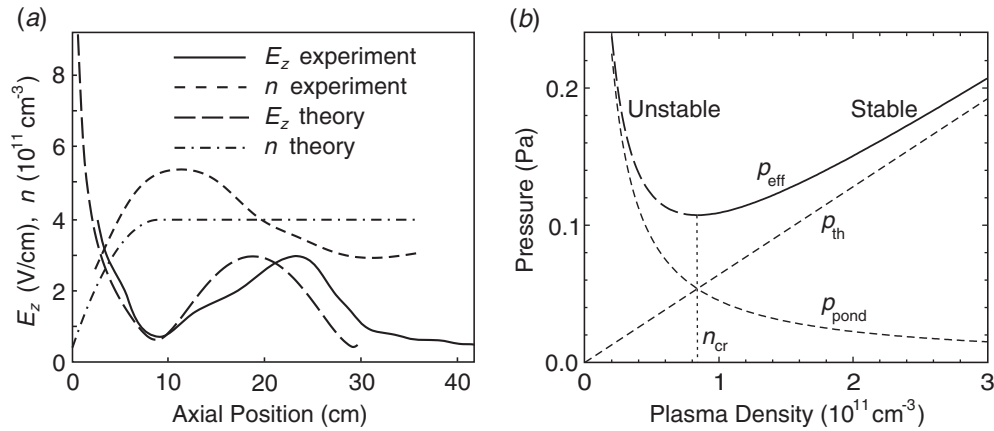 (a)
E_z experiment
n experiment
E_z theory
n theory
8
6
4
2
0
0 10 20 30 40
E_z (V/cm), n (10^11 cm^-3)
Axial Position (cm)
(b)
Unstable Stable
p_eff
p_th
p_pond
n_cr
0.2
0.1
0.0
0 1 2 3
Pressure (Pa)
Plasma Density (10^11 cm^-3)